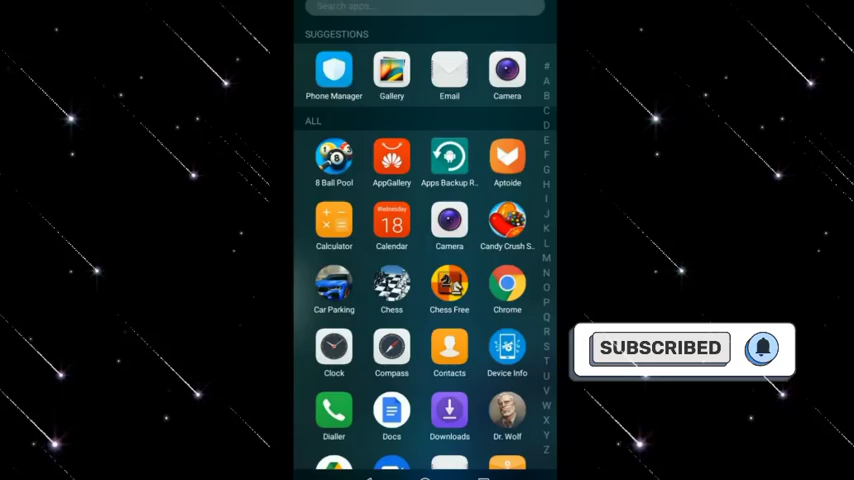 Search apps...
SUGGESTIONS
Phone Manager Gallery Email Camera
ALL
8 Ball Pool AppGallery Apps Backup R.. Aptoide
Wednesday
18
Calculator Calendar Camera Candy Crush S..
Car Parking Chess Chess Free Chrome
Clock Compass Contacts Device Info
Dialler Docs Downloads Dr. Wolf
#
A
B
C
D
E
F
G
H
I
J
K
L
M
N
O
P
Q
R
S
T
U
V
W
X
Y
Z
SUBSCRIBED